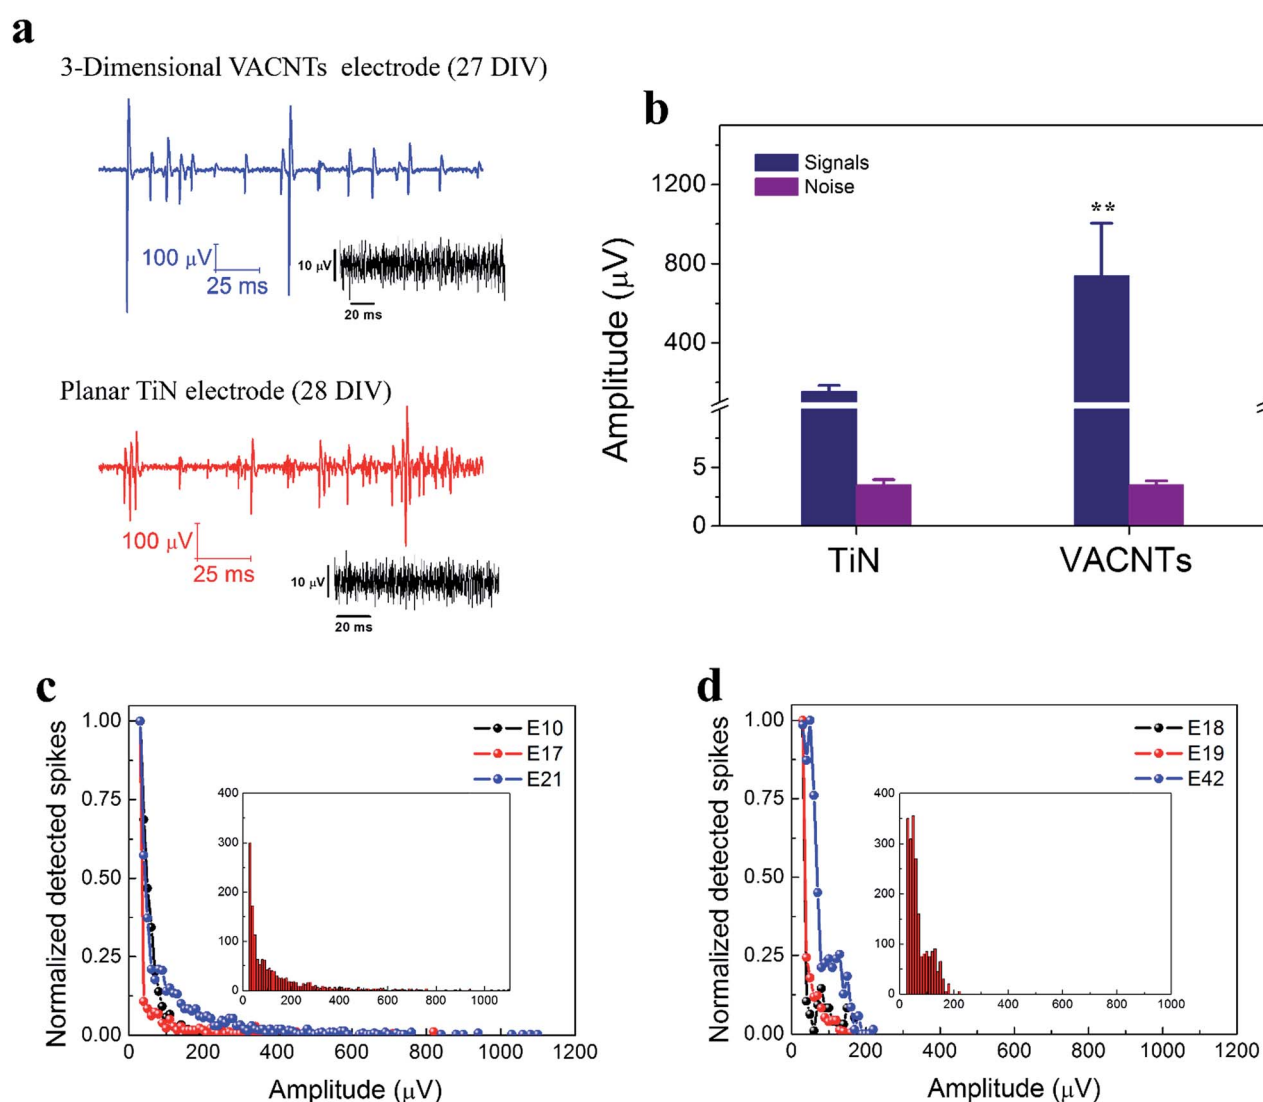 a
3-Dimensional VACNTs electrode (27 DIV)
100 μV
25 ms
10 μV
20 ms
Planar TiN electrode (28 DIV)
100 μV
25 ms
10 μV
20 ms
b
Signals
Noise
**
Amplitude (μV)
1200
800
400
5
0
TiN
VACNTs
c
Normalized detected spikes
1.00
0.75
0.50
0.25
0.00
E10
E17
E21
400
300
200
100
0
0 200 400 600 800 1000
0 200 400 600 800 1000 1200
Amplitude (μV)
d
Normalized detected spikes
1.00
0.75
0.50
0.25
0.00
E18
E19
E42
400
300
200
100
0
0 200 400 600 800 1000
0 200 400 600 800 1000 1200
Amplitude (μV)